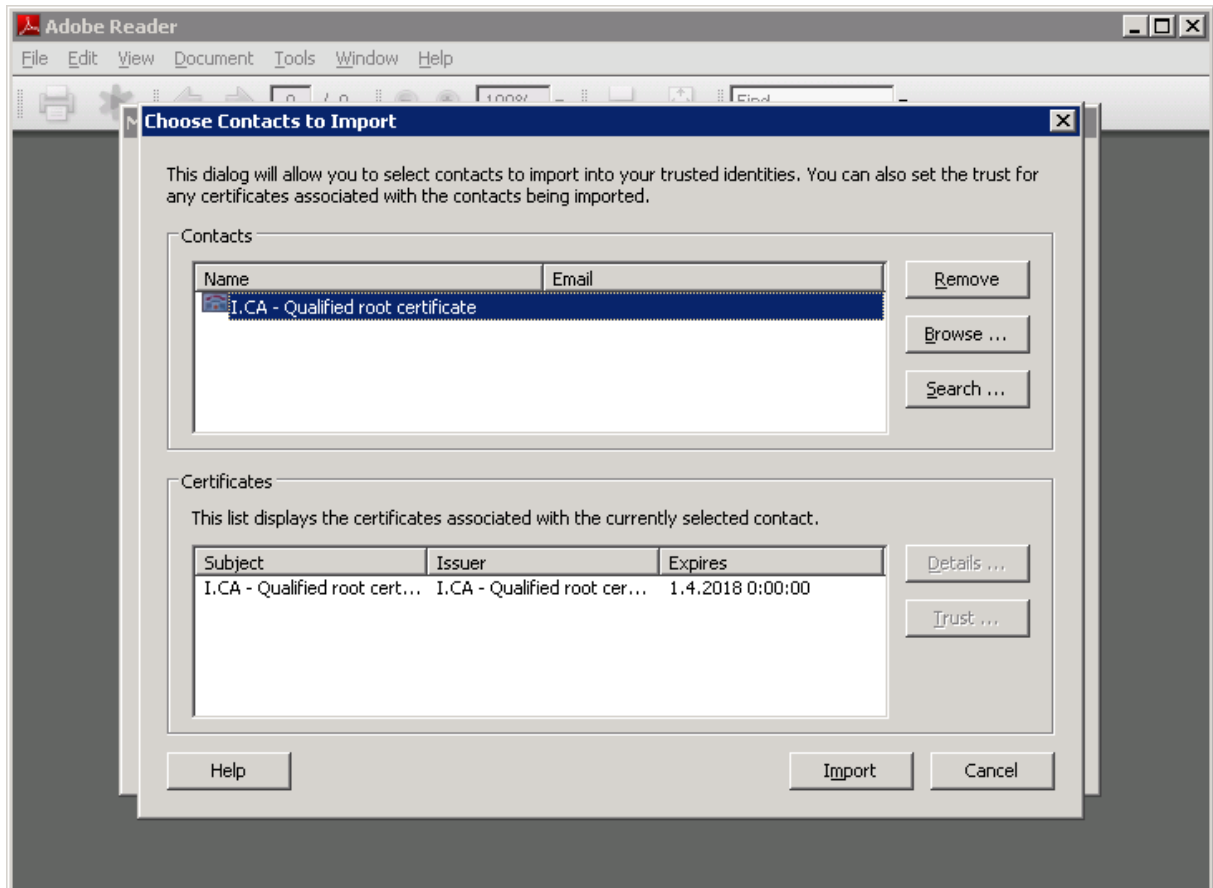 Adobe Reader
File Edit View Document Tools Window Help
100%
Find
Choose Contacts to Import
This dialog will allow you to select contacts to import into your trusted identities. You can also set the trust for
any certificates associated with the contacts being imported.
Contacts
Name Email
I.CA - Qualified root certificate
Remove
Browse ...
Search ...
Certificates
This list displays the certificates associated with the currently selected contact.
Subject Issuer Expires
I.CA - Qualified root cert... I.CA - Qualified root cer... 1.4.2018 0:00:00
Details ...
Trust ...
Help Import Cancel